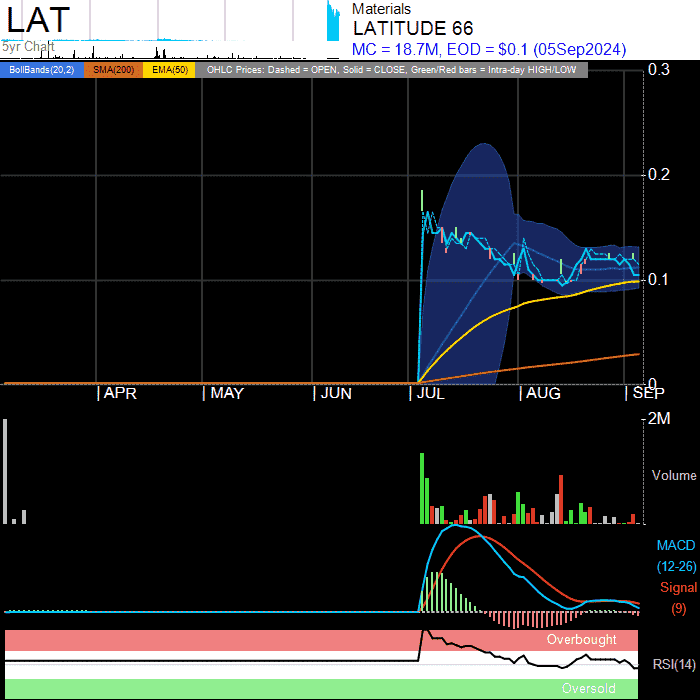 LAT
5yr Chart
Materials
LATITUDE 66
MC = 18.7M, EOD = $0.1 (05Sep2024)
BollBands(20,2) SMA(200) EMA(50) OHLC Prices: Dashed = OPEN, Solid = CLOSE, Green/Red bars = Intra-day HIGH/LOW
0.3
0.2
0.1
0
APR MAY JUN JUL AUG SEP
2M
Volume
MACD
(12-26)
Signal
(9)
Overbought
RSI(14)
Oversold